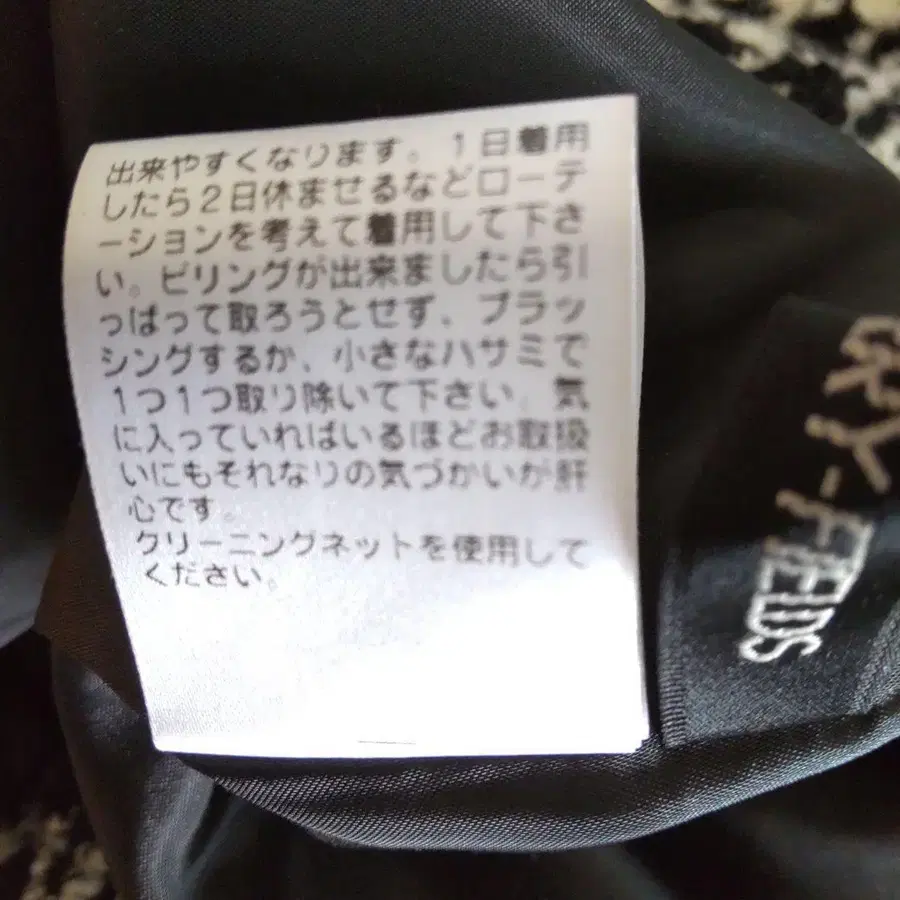 出来やすくなります。1日着用
したら2日休ませるなどローテ
ーションを考えて着用して下さ
い。ピリングが出来ましたら引
っぱって取ろうとせず、ブラッ
シングするか、小さなハサミで
1つ1つ取り除いて下さい。気
に入っていればいるほどお取扱
いにもそれなりの気づかいが肝
心です。
クリーニングネットを使用して
ください。
-FIELDS